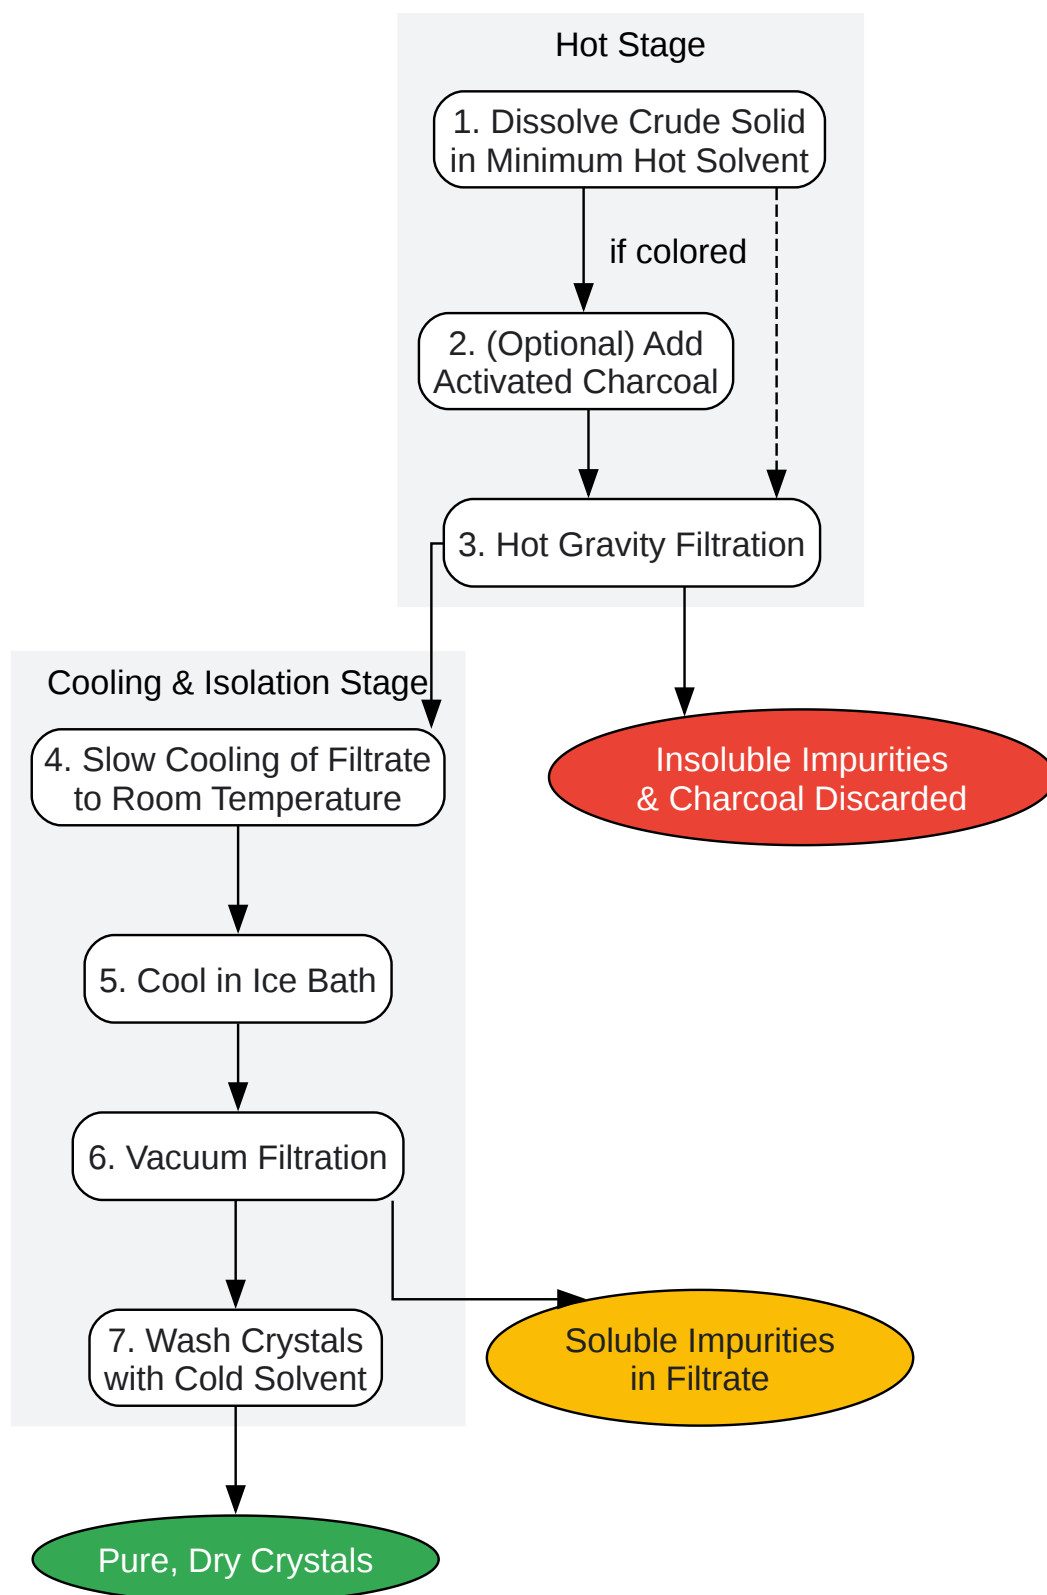 Hot Stage
1. Dissolve Crude Solid
in Minimum Hot Solvent
if colored
2. (Optional) Add
Activated Charcoal
3. Hot Gravity Filtration
Cooling & Isolation Stage
4. Slow Cooling of Filtrate
to Room Temperature
Insoluble Impurities
& Charcoal Discarded
5. Cool in Ice Bath
6. Vacuum Filtration
7. Wash Crystals
with Cold Solvent
Soluble Impurities
in Filtrate
Pure, Dry Crystals